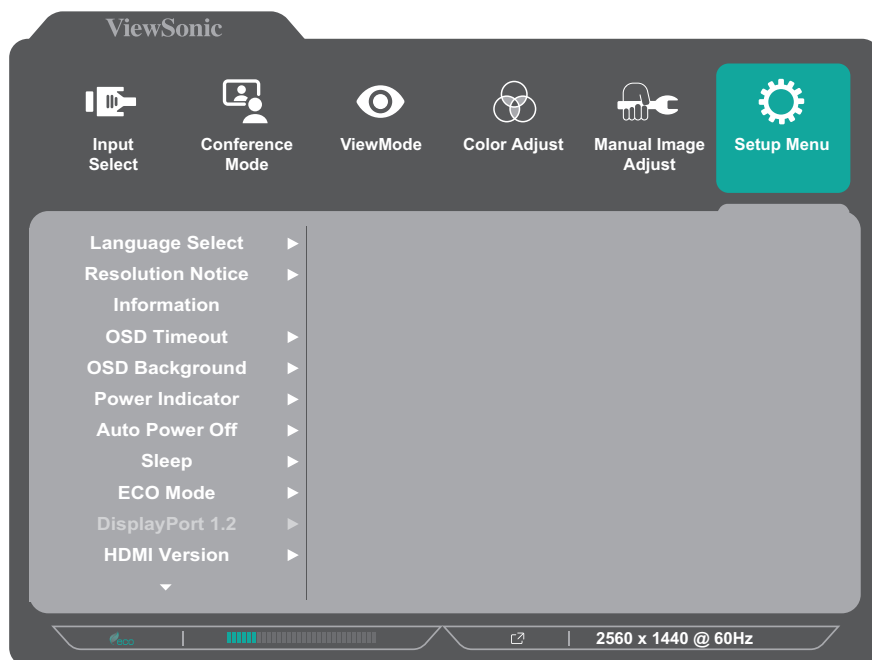 ViewSonic
Input
Select
Conference
Mode
ViewMode
Color Adjust
Manual Image
Adjust
Setup Menu
Language Select
Resolution Notice
Information
OSD Timeout
OSD Background
Power Indicator
Auto Power Off
Sleep
ECO Mode
DisplayPort 1.2
HDMI Version
eco
2560 x 1440 @ 60Hz